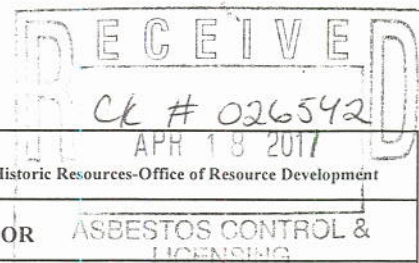 RECEIVED
CK # 026542
APR 18 2017
Historic Resources-Office of Resource Development
OR
ASBESTOS CONTROL &
LICENSING